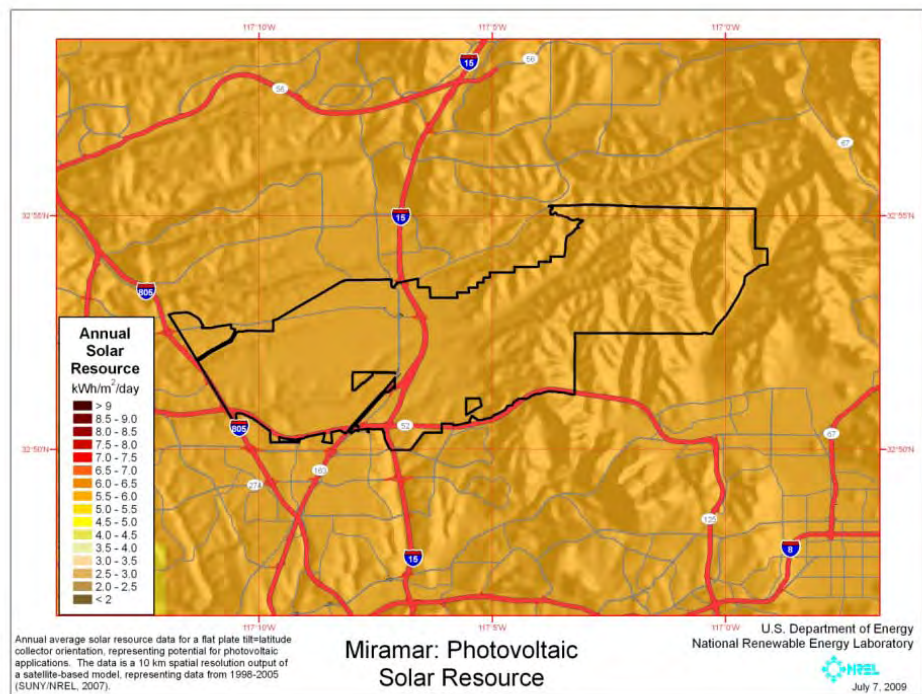 117°10'W
117°5'W
117°0'W
15
56
56
67
32°55'N
15
32°55'N
805
Annual
Solar
Resource
kWh/m²/day
> 9
8.5 - 9.0
8.0 - 8.5
7.5 - 8.0
7.0 - 7.5
6.5 - 7.0
6.0 - 6.5
5.5 - 6.0
5.0 - 5.5
4.5 - 5.0
4.0 - 4.5
3.5 - 4.0
3.0 - 3.5
2.5 - 3.0
2.0 - 2.5
< 2
805
52
67
32°50'N
163
274
125
15
8
117°10'W
117°5'W
117°0'W
Annual average solar resource data for a flat plate tilt=latitude
collector orientation, representing potential for photovoltaic
applications. The data is a 10 km spatial resolution output of
a satellite-based model, representing data from 1998-2005
(SUNY/NREL, 2007).
Miramar: Photovoltaic
Solar Resource
U.S. Department of Energy
National Renewable Energy Laboratory
NREL
July 7, 2009